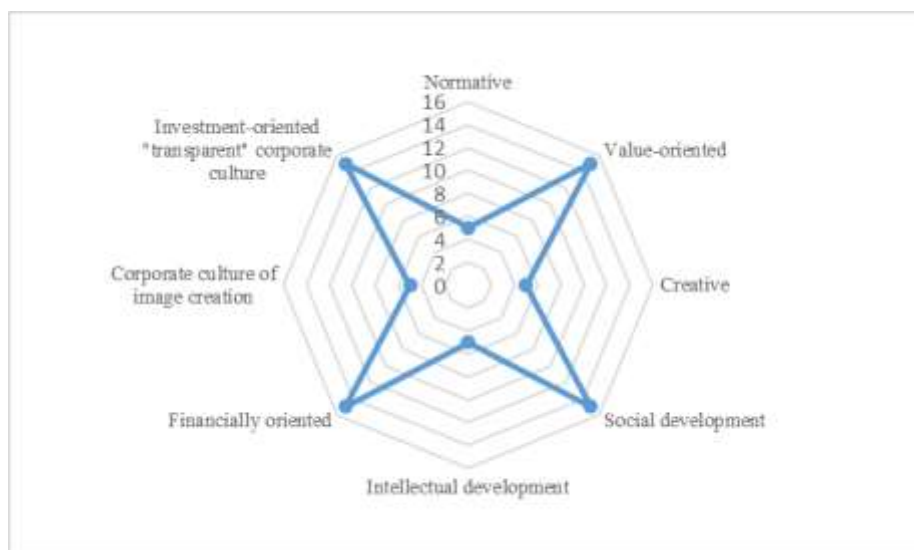 Normative
16
14
12
10
8
6
4
2
0
Investment-oriented
"transparent" corporate
culture
Value-oriented
Corporate culture of
image creation
Creative
Financially oriented
Social development
Intellectual development